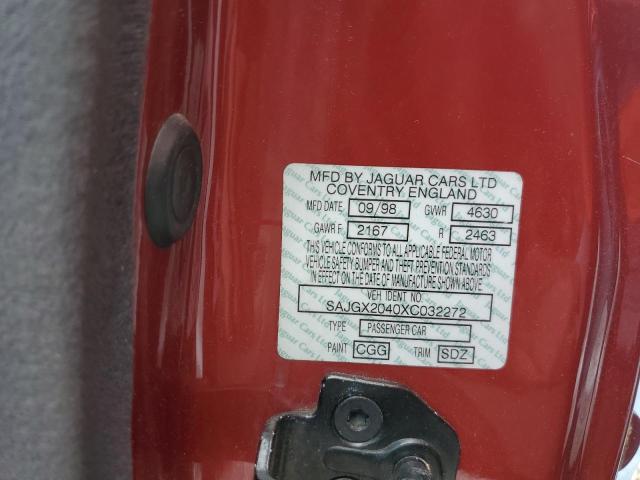 MFD BY JAGUAR CARS LTD
COVENTRY ENGLAND
MFD DATE 09/98 GVWR 4630
GAWR F. 2167 R 2463
THIS VEHICLE CONFORMS TO ALL APPLICABLE FEDERAL MOTOR
VEHICLE SAFETY, BUMPER AND THEFT PREVENTION STANDARDS
IN EFFECT ON THE DATE OF MANUFACTURE SHOWN ABOVE
VEH IDENT NO.
SAJGX2040XC032272
TYPE PASSENGER CAR
PAINT CGG TRIM SDZ